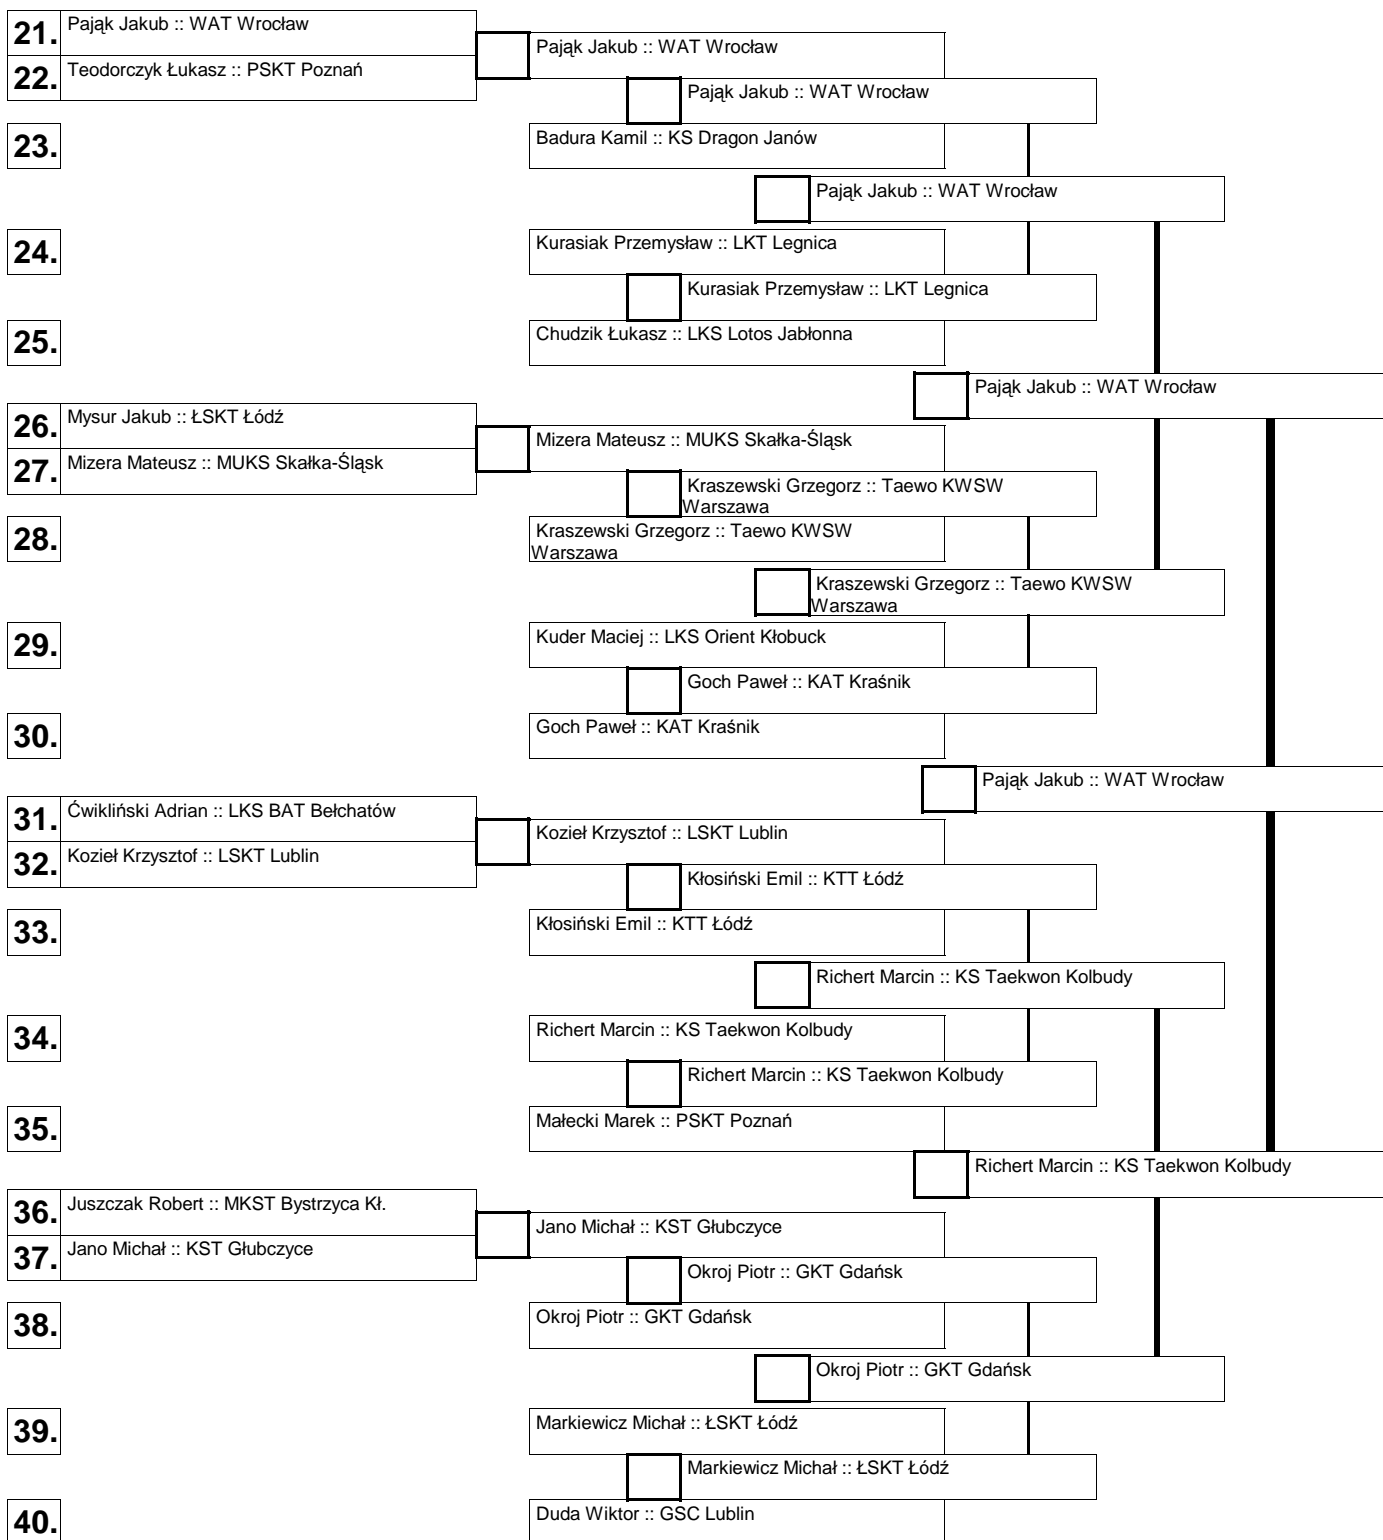 21. Pająk Jakub :: WAT Wrocław
Pająk Jakub :: WAT Wrocław
22. Teodorczyk Łukasz :: PSKT Poznań
Pająk Jakub :: WAT Wrocław
23. Badura Kamil :: KS Dragon Janów
Pająk Jakub :: WAT Wrocław
24. Kurasiak Przemysław :: LKT Legnica
Kurasiak Przemysław :: LKT Legnica
25. Chudzik Łukasz :: LKS Lotos Jabłonna
Pająk Jakub :: WAT Wrocław
26. Mysur Jakub :: ŁSKT Łódź
Mizera Mateusz :: MUKS Skałka-Śląsk
27. Mizera Mateusz :: MUKS Skałka-Śląsk
Kraszewski Grzegorz :: Taewo KWSW
Warszawa
28. Kraszewski Grzegorz :: Taewo KWSW
Warszawa
Kraszewski Grzegorz :: Taewo KWSW
Warszawa
29. Kuder Maciej :: LKS Orient Kłobuck
Goch Paweł :: KAT Kraśnik
30. Goch Paweł :: KAT Kraśnik
Pająk Jakub :: WAT Wrocław
31. Ćwikliński Adrian :: LKS BAT Bełchatów
Kozieł Krzysztof :: LSKT Lublin
32. Kozieł Krzysztof :: LSKT Lublin
Kłosiński Emil :: KTT Łódź
33. Kłosiński Emil :: KTT Łódź
Richert Marcin :: KS Taekwon Kolbudy
34. Richert Marcin :: KS Taekwon Kolbudy
Richert Marcin :: KS Taekwon Kolbudy
35. Małecki Marek :: PSKT Poznań
Richert Marcin :: KS Taekwon Kolbudy
36. Juszczak Robert :: MKST Bystrzyca Kł.
Jano Michał :: KST Głubczyce
37. Jano Michał :: KST Głubczyce
Okroj Piotr :: GKT Gdańsk
38. Okroj Piotr :: GKT Gdańsk
Okroj Piotr :: GKT Gdańsk
39. Markiewicz Michał :: ŁSKT Łódź
Markiewicz Michał :: ŁSKT Łódź
40. Duda Wiktor :: GSC Lublin